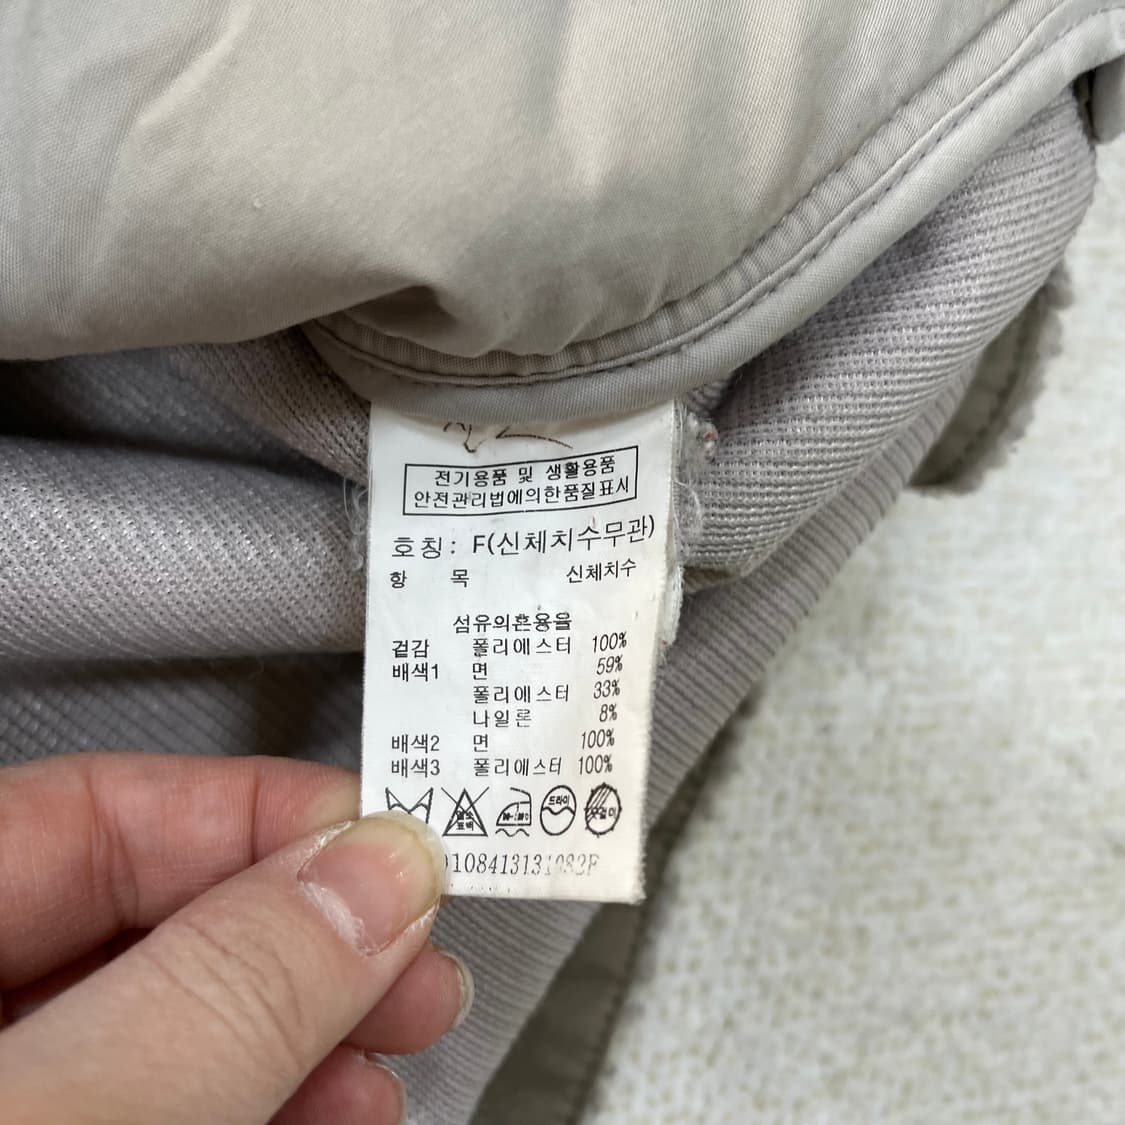 전기용품 및 생활용품
안전관리법에의한품질표시
호칭: F(신체치수무관)
항 목 신체치수
섬유의혼용율
겉감 폴리에스터 100%
배색1 면 59%
폴리에스터 33%
나일론 8%
배색2 면 100%
배색3 폴리에스터 100%
드라이
염소
표백